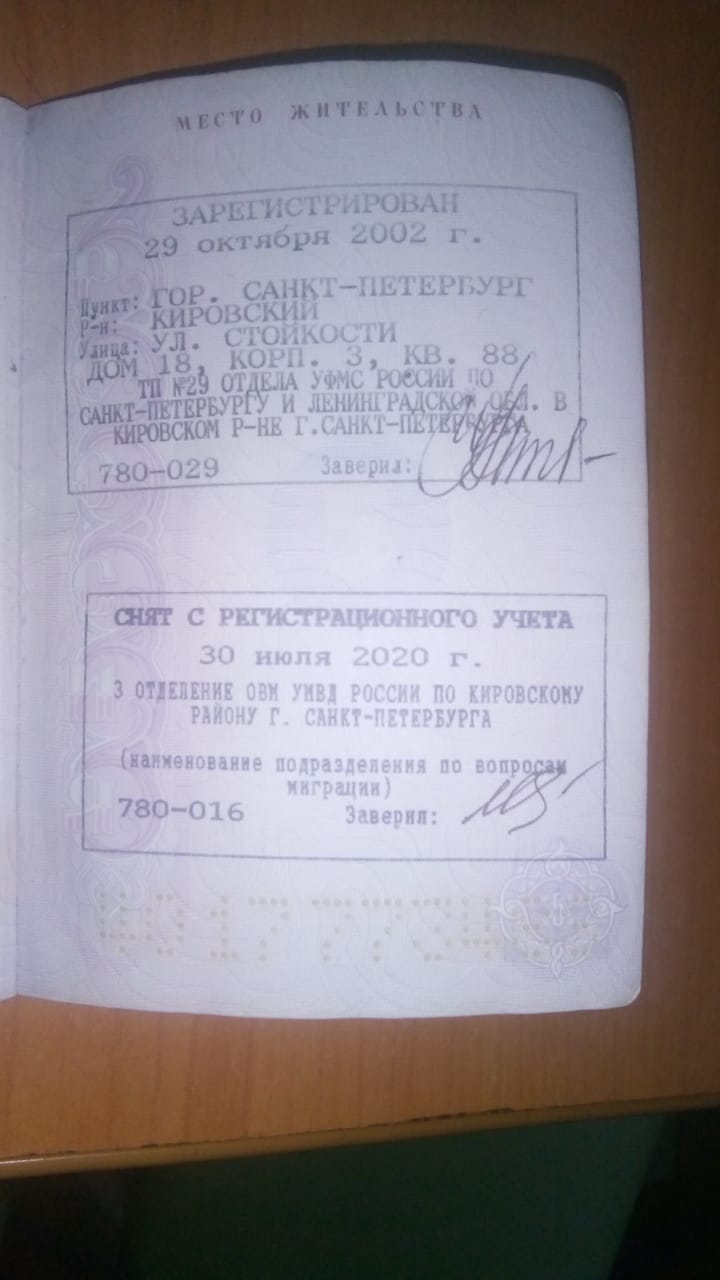 МЕСТО ЖИТЕЛЬСТВА
ЗАРЕГИСТРИРОВАН
29 октября 2002 г.
Пункт: ГОР. САНКТ-ПЕТЕРБУРГ
Р-н: КИРОВСКИЙ
Улица: УЛ. СТОЙКОСТИ
ДОМ 18, КОРП. 3, КВ. 88
ТП №29 ОТДЕЛА УФМС РОССИИ ПО
САНКТ-ПЕТЕРБУРГУ И ЛЕНИНГРАДСКОЙ ОБЛ. В
КИРОВСКОМ Р-НЕ Г.САНКТ-ПЕТЕРБУРГА
780-029 Заверил:
СНЯТ С РЕГИСТРАЦИОННОГО УЧЕТА
30 июля 2020 г.
3 ОТДЕЛЕНИЕ ОВМ УМВД РОССИИ ПО КИРОВСКОМУ
РАЙОНУ Г. САНКТ-ПЕТЕРБУРГА
(наименование подразделения по вопросам
миграции)
780-016 Заверил: